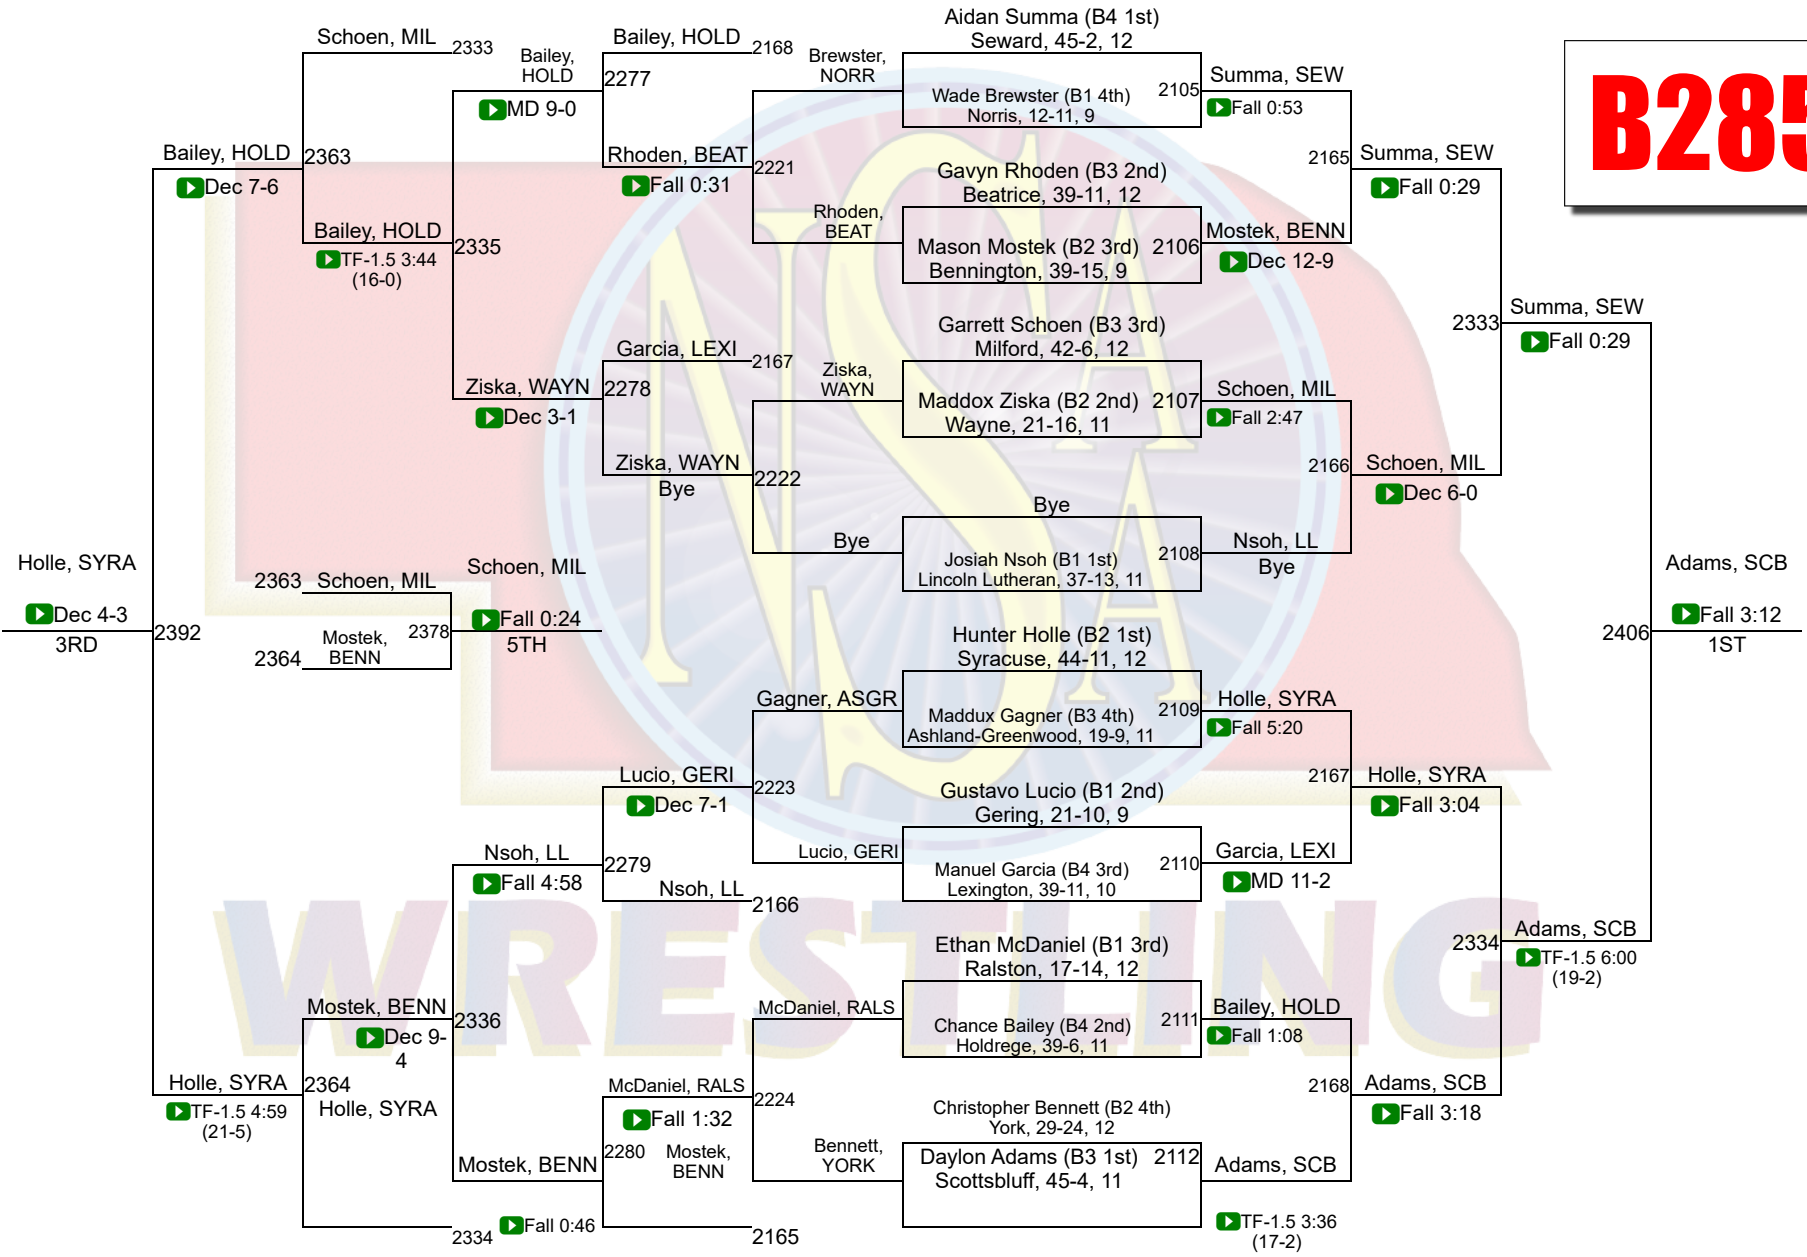 Aidan Summa (B4 1st)
Seward, 45-2, 12
Wade Brewster (B1 4th)
Norris, 12-11, 9
2105
Gavyn Rhoden (B3 2nd)
Beatrice, 39-11, 12
Mason Mostek (B2 3rd)
Bennington, 39-15, 9
2106
Garrett Schoen (B3 3rd)
Milford, 42-6, 12
Maddox Ziska (B2 2nd)
Wayne, 21-16, 11
2107
Bye
Josiah Nsoh (B1 1st)
Lincoln Lutheran, 37-13, 11
2108
Hunter Holle (B2 1st)
Syracuse, 44-11, 12
Maddux Gagner (B3 4th)
Ashland-Greenwood, 19-9, 11
2109
Gustavo Lucio (B1 2nd)
Gering, 21-10, 9
Manuel Garcia (B4 3rd)
Lexington, 39-11, 10
2110
Ethan McDaniel (B1 3rd)
Ralston, 17-14, 12
Chance Bailey (B4 2nd)
Holdrege, 39-6, 11
2111
Christopher Bennett (B2 4th)
York, 29-24, 12
Daylon Adams (B3 1st)
Scottsbluff, 45-4, 11
2112
Summa, SEW
Fall 0:53
Mostek, BENN
Dec 12-9
Schoen, MIL
Fall 2:47
Nsoh, LL
Bye
Holle, SYRA
Fall 5:20
Garcia, LEXI
MD 11-2
Bailey, HOLD
Fall 1:08
Adams, SCB
TF-1.5 3:36
(17-2)
2165
Summa, SEW
Fall 0:29
2166
Schoen, MIL
Dec 6-0
2167
Holle, SYRA
Fall 3:04
2168
Adams, SCB
Fall 3:18
2333
Summa, SEW
Fall 0:29
2334
Adams, SCB
TF-1.5 6:00
(19-2)
2406
Adams, SCB
Fall 3:12
1ST
Brewster,
NORR
Rhoden,
BEAT
Ziska,
WAYN
Bye
Gagner, ASGR
Lucio, GERI
McDaniel, RALS
Bennett,
YORK
Bailey, HOLD
2168
Rhoden, BEAT
Fall 0:31
2221
Garcia, LEXI
2167
Ziska, WAYN
Bye
2222
Lucio, GERI
Dec 7-1
2223
Nsoh, LL
2166
McDaniel, RALS
Fall 1:32
2224
Mostek,
BENN
2165
Bailey,
HOLD
MD 9-0
2277
Ziska, WAYN
Dec 3-1
2278
Nsoh, LL
Fall 4:58
2279
Mostek, BENN
Fall 0:46
2280
Schoen, MIL
2333
Bailey, HOLD
TF-1.5 3:44
(16-0)
2335
Mostek, BENN
Dec 9-
4
2336
Holle, SYRA
2334
Bailey, HOLD
Dec 7-6
2363
Holle, SYRA
TF-1.5 4:59
(21-5)
2364
Holle, SYRA
Dec 4-3
3RD
2392
2363
Schoen, MIL
2364
Mostek,
BENN
2378
Schoen, MIL
Fall 0:24
5TH
NSAA
WRESTLING